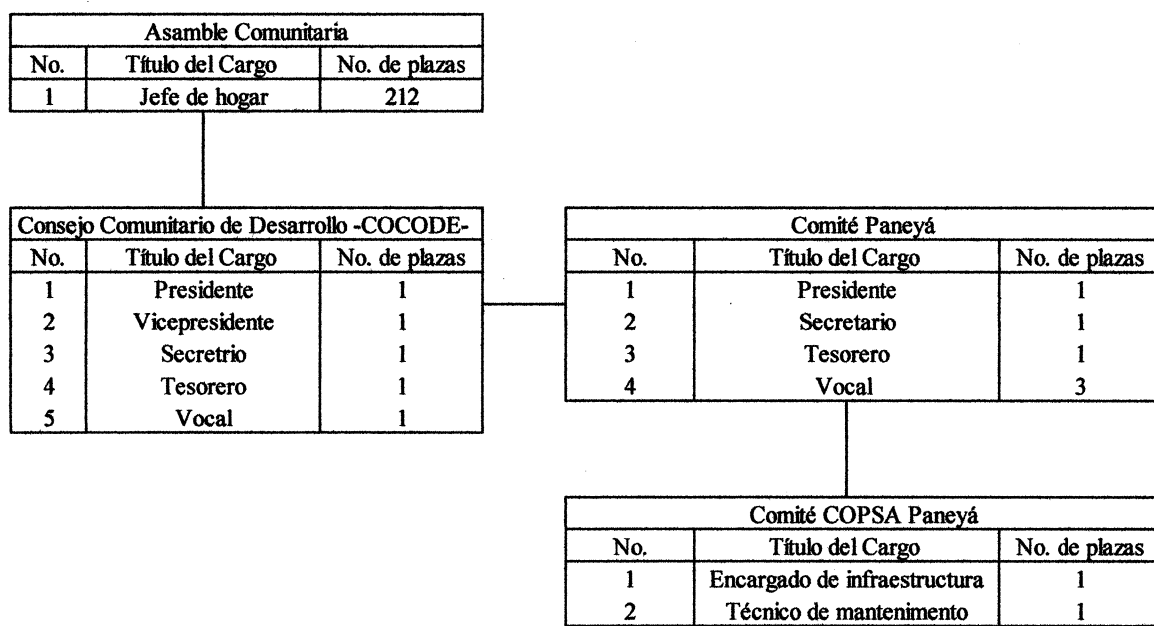 Asamble Comunitaria
No. Título del Cargo No. de plazas
1 Jefe de hogar 212
Consejo Comunitario de Desarrollo -COCODE-
No. Título del Cargo No. de plazas
1 Presidente 1
2 Vicepresidente 1
3 Secretrio 1
4 Tesorero 1
5 Vocal 1
Comité Paneyá
No. Título del Cargo No. de plazas
1 Presidente 1
2 Secretario 1
3 Tesorero 1
4 Vocal 3
Comité COPSA Paneyá
No. Título del Cargo No. de plazas
1 Encargado de infraestructura 1
2 Técnico de mantenimento 1